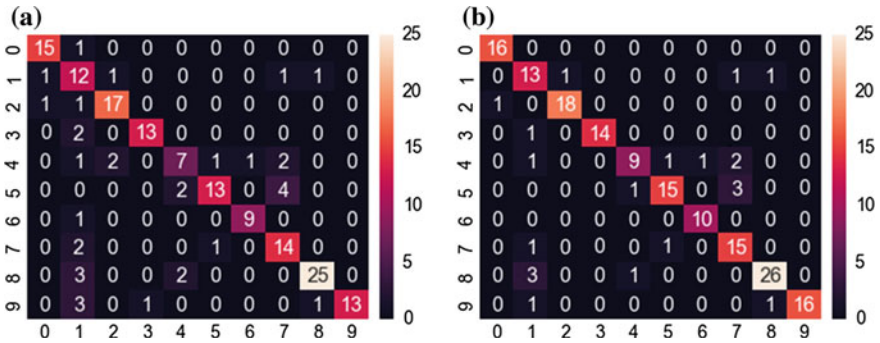 (a) (b)
0 15 1 0 0 0 0 0 0 0 0 25 0 16 0 0 0 0 0 0 0 0 0 25
1 1 12 1 0 0 0 0 1 1 0 1 0 13 1 0 0 0 0 1 1 0
2 1 1 17 0 0 0 0 0 0 0 20 2 1 0 18 0 0 0 0 0 0 0 20
3 0 2 0 13 0 0 0 0 0 0 3 0 1 0 14 0 0 0 0 0 0
4 0 1 2 0 7 1 1 2 0 0 15 4 0 1 0 0 9 1 1 2 0 0 15
5 0 0 0 0 2 13 0 4 0 0 5 0 0 0 0 1 15 0 3 0 0
6 0 1 0 0 0 0 9 0 0 0 10 6 0 0 0 0 0 0 10 0 0 0 10
7 0 2 0 0 0 1 0 14 0 0 7 0 1 0 0 0 1 0 15 0 0
8 0 3 0 0 2 0 0 0 25 0 5 8 0 3 0 0 1 0 0 0 26 0 5
9 0 3 0 1 0 0 0 0 1 13 0 9 0 1 0 0 0 0 0 0 1 16 0
0 1 2 3 4 5 6 7 8 9 0 1 2 3 4 5 6 7 8 9